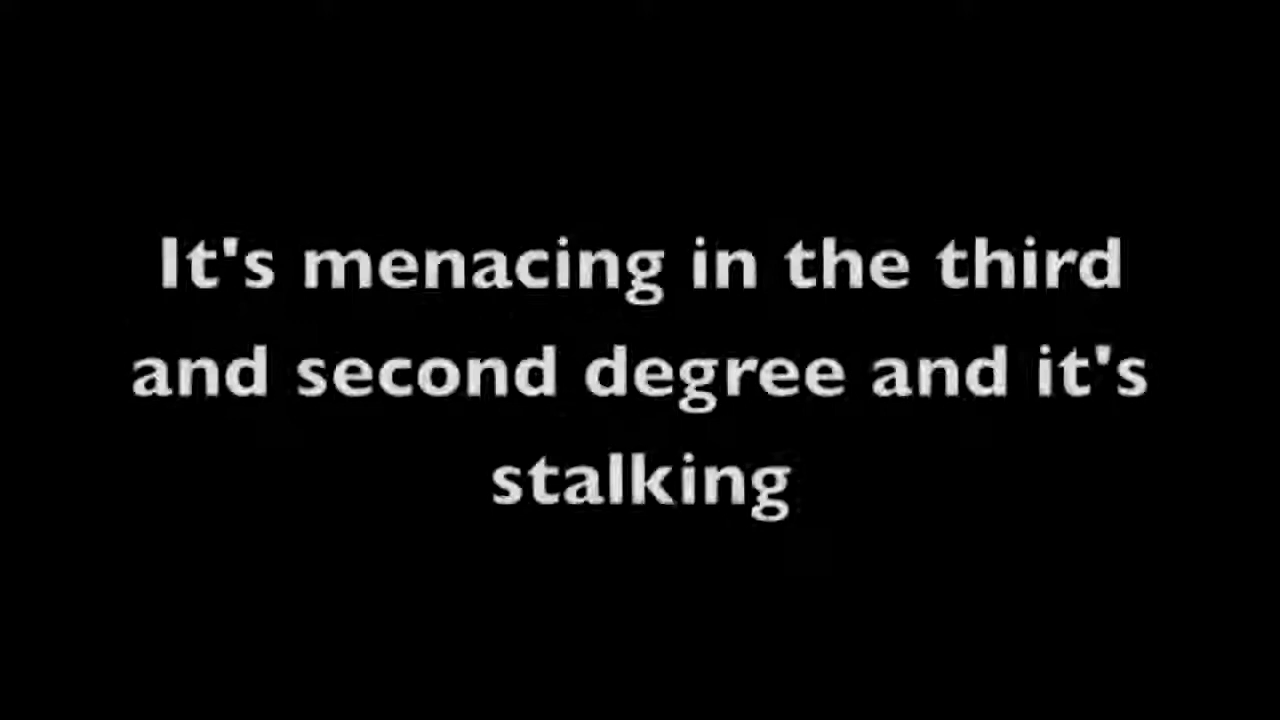 It's menacing in the third
and second degree and it's
stalking